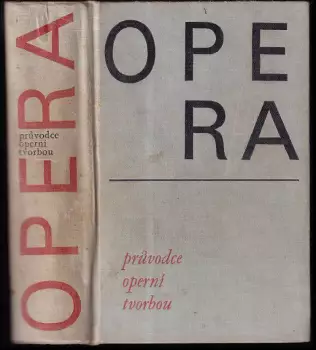 OPERA
průvodce
operní
tvorbou
OPE
RA
průvodce
operní
tvorbou